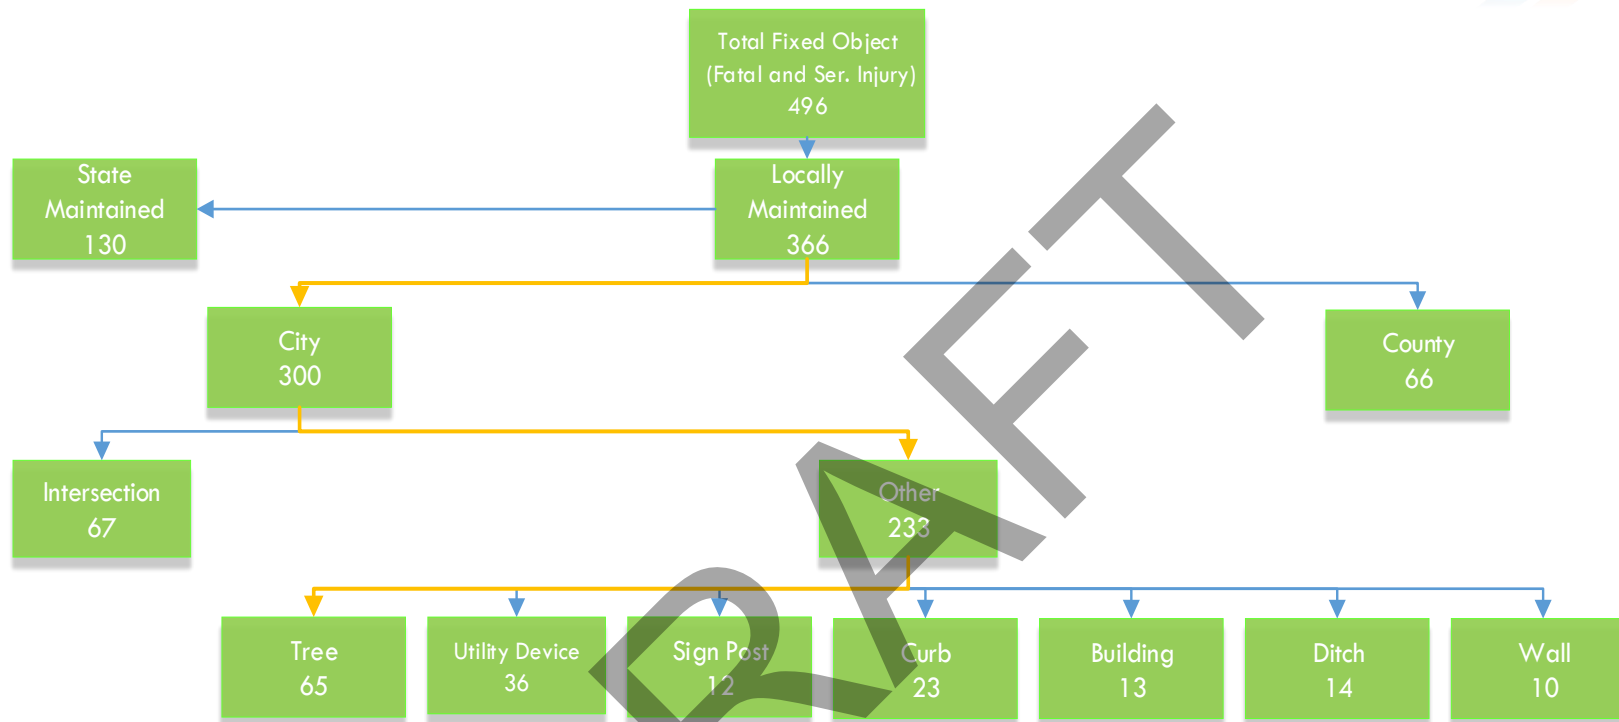 Total Fixed Object
(Fatal and Ser. Injury)
496
State
Maintained
130
Locally
Maintained
366
City
300
County
66
Intersection
67
Other
233
Tree
65
Utility Device
36
Sign Post
12
Curb
23
Building
13
Ditch
14
Wall
10
RAFT